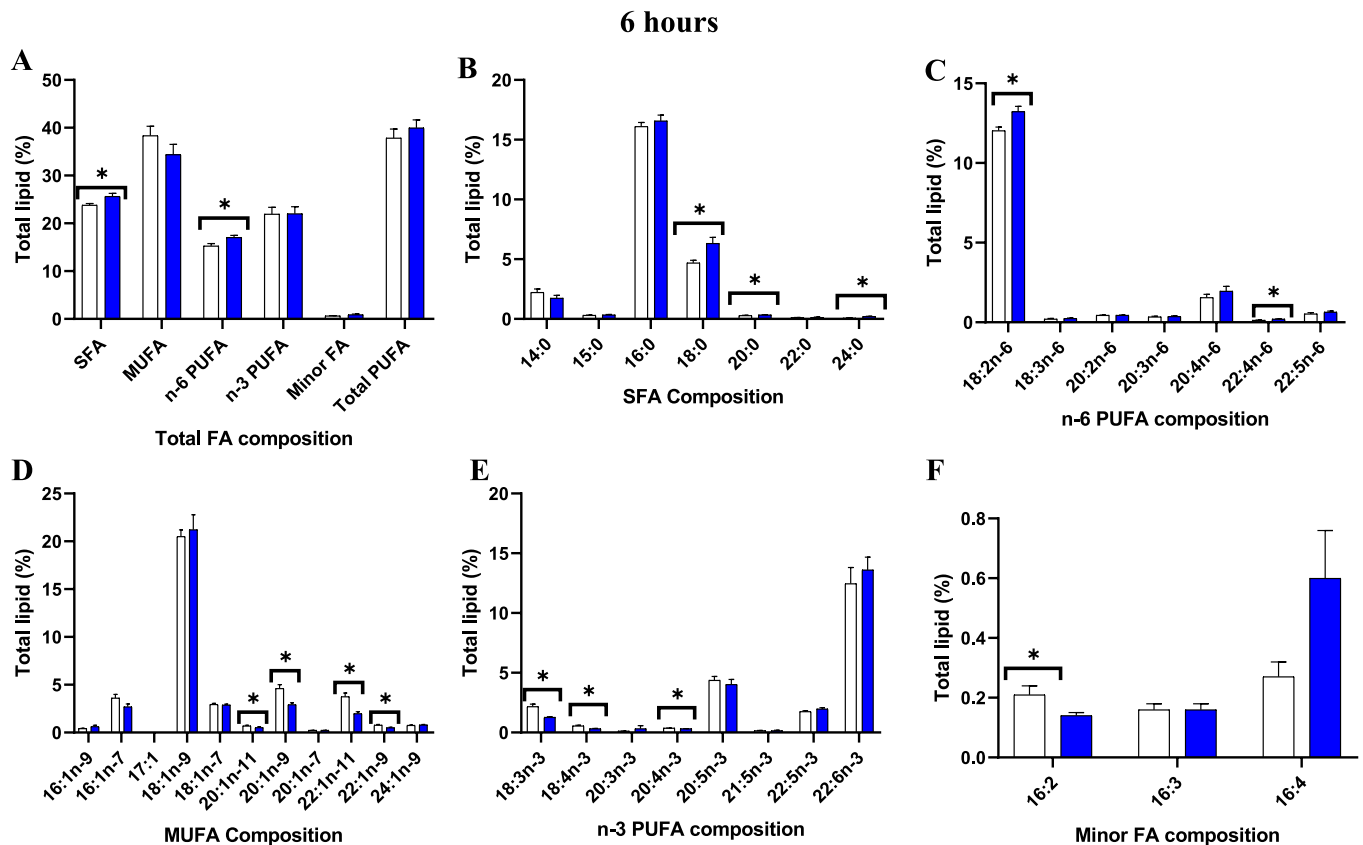 6 hours
A
50
40
30
20
10
0
Total lipid (%)
*
*
SFA
MUFA
n-6 PUFA
n-3 PUFA
Minor FA
Total PUFA
Total FA composition
B
20
15
10
5
0
Total lipid (%)
*
*
*
14:0
15:0
16:0
18:0
20:0
22:0
24:0
SFA Composition
C
15
10
5
0
Total lipid (%)
*
*
18:2n-6
18:3n-6
20:2n-6
20:3n-6
20:4n-6
22:4n-6
22:5n-6
n-6 PUFA composition
D
25
20
15
10
5
0
Total lipid (%)
*
*
*
*
16:1n-9
16:1n-7
17:1
18:1n-9
18:1n-7
20:1n-11
20:1n-9
20:1n-7
22:1n-11
22:1n-9
24:1n-9
MUFA Composition
E
20
15
10
5
0
Total lipid (%)
*
*
*
18:3n-3
18:4n-3
20:3n-3
20:4n-3
20:5n-3
21:5n-3
22:5n-3
22:6n-3
n-3 PUFA composition
F
0.8
0.6
0.4
0.2
0.0
Total lipid (%)
*
16:2
16:3
16:4
Minor FA composition